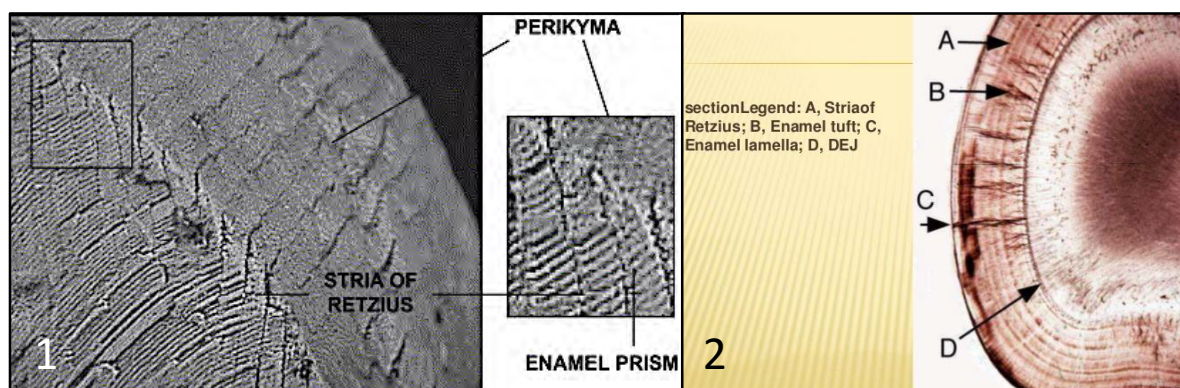 PERIKYMA
STRIA OF
RETZIUS
ENAMEL PRISM
1
sectionLegend: A, Striaof
Retzius; B, Enamel tuft; C,
Enamel lamella; D, DEJ
2
A
B
C
D